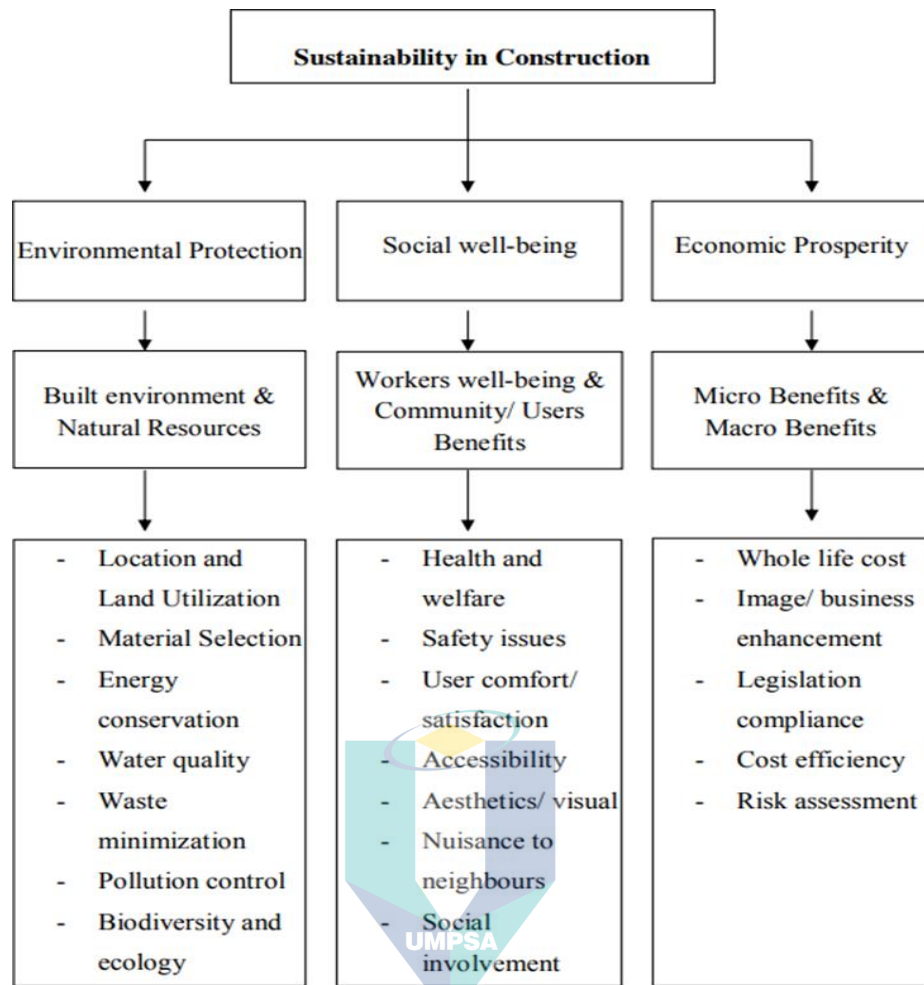 Sustainability in Construction
Environmental Protection
Social well-being
Economic Prosperity
Built environment &
Natural Resources
Workers well-being &
Community/ Users
Benefits
Micro Benefits &
Macro Benefits
- Location and
Land Utilization
- Material Selection
- Energy
conservation
- Water quality
- Waste
minimization
- Pollution control
- Biodiversity and
ecology
- Health and
welfare
- Safety issues
- User comfort/
satisfaction
- Accessibility
- Aesthetics/ visual
- Nuisance to
neighbours
- Social
involvement
UMPSA
- Whole life cost
- Image/ business
enhancement
- Legislation
compliance
- Cost efficiency
- Risk assessment